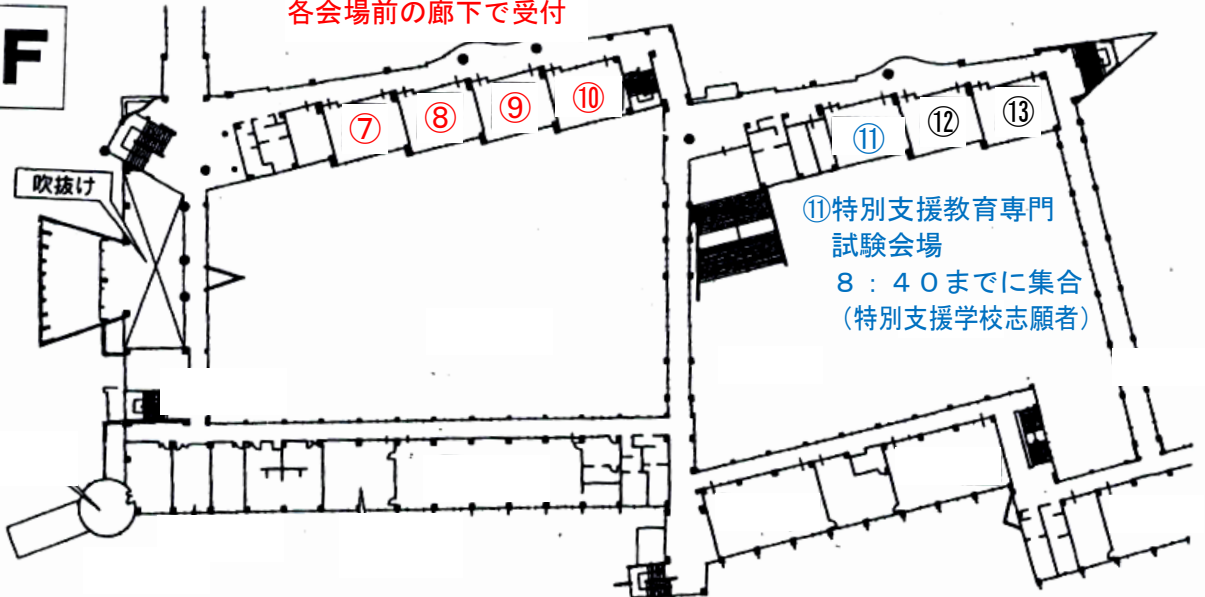 各会場前の廊下で受付
F
⑦
⑧
⑨
⑩
⑪
⑫
⑬
吹抜け
⑪特別支援教育専門
試験会場
８：４０までに集合
（特別支援学校志願者）